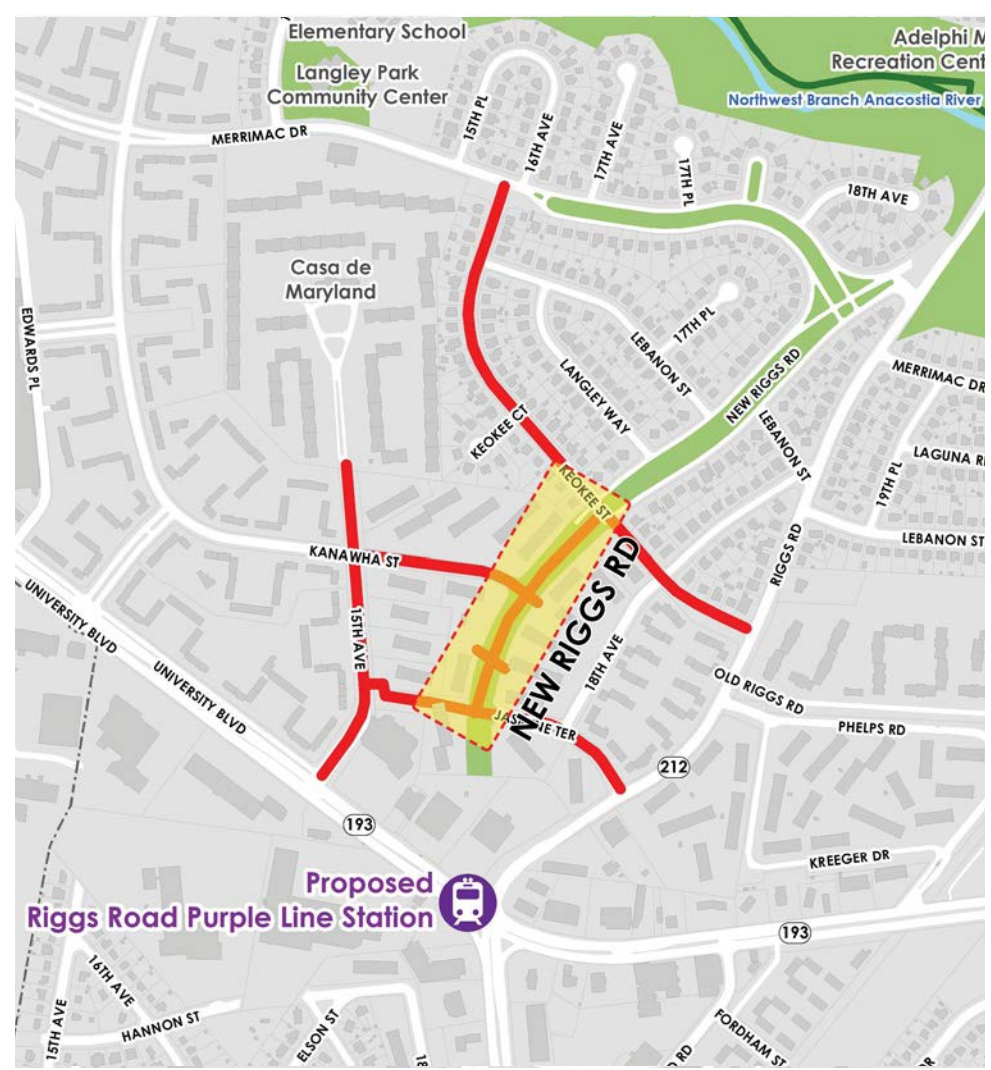 Elementary School
Langley Park
Community Center
Adelphi M
Recreation Cent
Northwest Branch Anacostia River
MERRIMAC DR
15TH PL
16TH AVE
17TH AVE
17TH PL
18TH AVE
Casa de
Maryland
EDWARDS PL
17TH PL
LEBANON ST
LANGLEY WAY
NEW RIGGS RD
MERRIMAC DR
LEBANON ST
KEOKEE CT
LAGUNA R
19TH PL
KEOKEE ST
LEBANON ST
RIGGS RD
KANAWHA ST
NEW RIGGS RD
UNIVERSITY BLVD
15TH AVE
18TH AVE
UNIVERSITY BLVD
OLD RIGGS RD
JASMINE TER
PHELPS RD
212
193
KREEGER DR
Proposed
Riggs Road Purple Line Station
193
16TH AVE
15TH AVE
HANNON ST
ELSON ST
18
RD
FORDHAM ST
DR